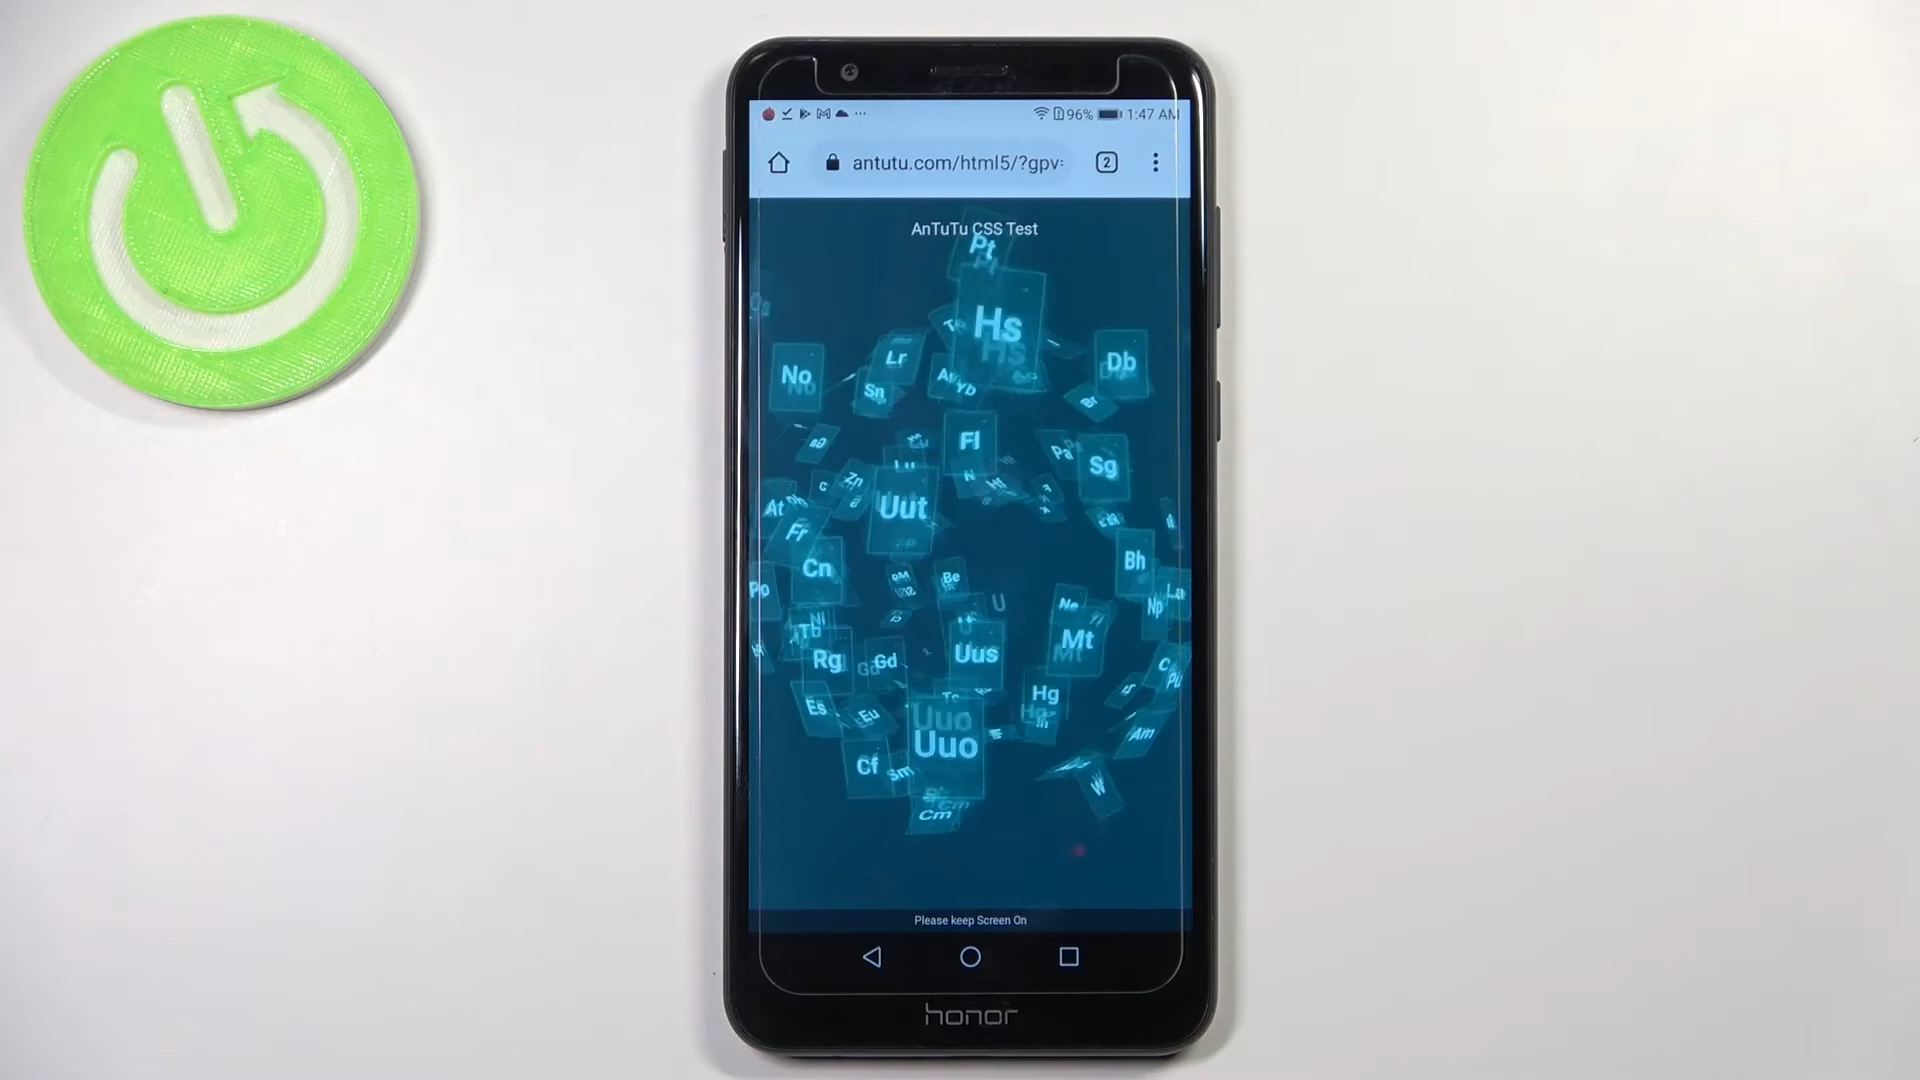 96% 1:47 AM
antutu.com/html5/?gpv=
2
AnTuTu CSS Test
Pt
Hs
No Lr Db
Sn Yb
Fl
Pa Sg
Zn
Uut
At
Fr
Cn Bh
Po Be
U
Np
Tb
Rg Gd Uus Mt
Hg
Es Eu
Uuo
Uuo
Am
Cf Sm
W
Cm
Please keep Screen On
honor